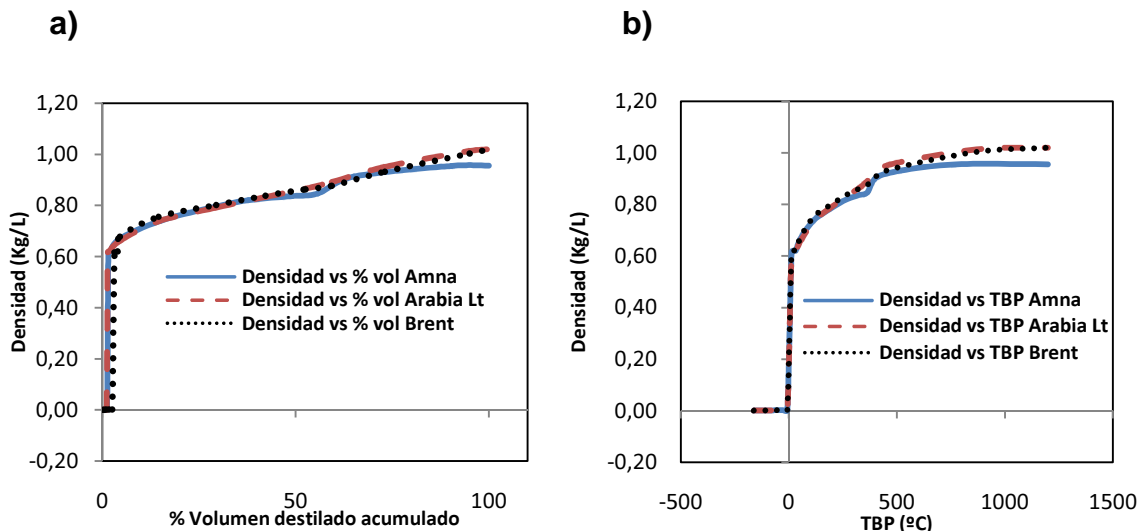 a)
1,20
1,00
0,80
0,60
0,40
0,20
0,00
-0,20
Densidad (Kg/L)
Densidad vs % vol Amna
Densidad vs % vol Arabia Lt
Densidad vs % vol Brent
0
50
100
% Volumen destilado acumulado
b)
1,20
1,00
0,80
0,60
0,40
0,20
0,00
-0,20
Densidad (Kg/L)
Densidad vs TBP Amna
Densidad vs TBP Arabia Lt
Densidad vs TBP Brent
-500
0
500
1000
1500
TBP (ºC)